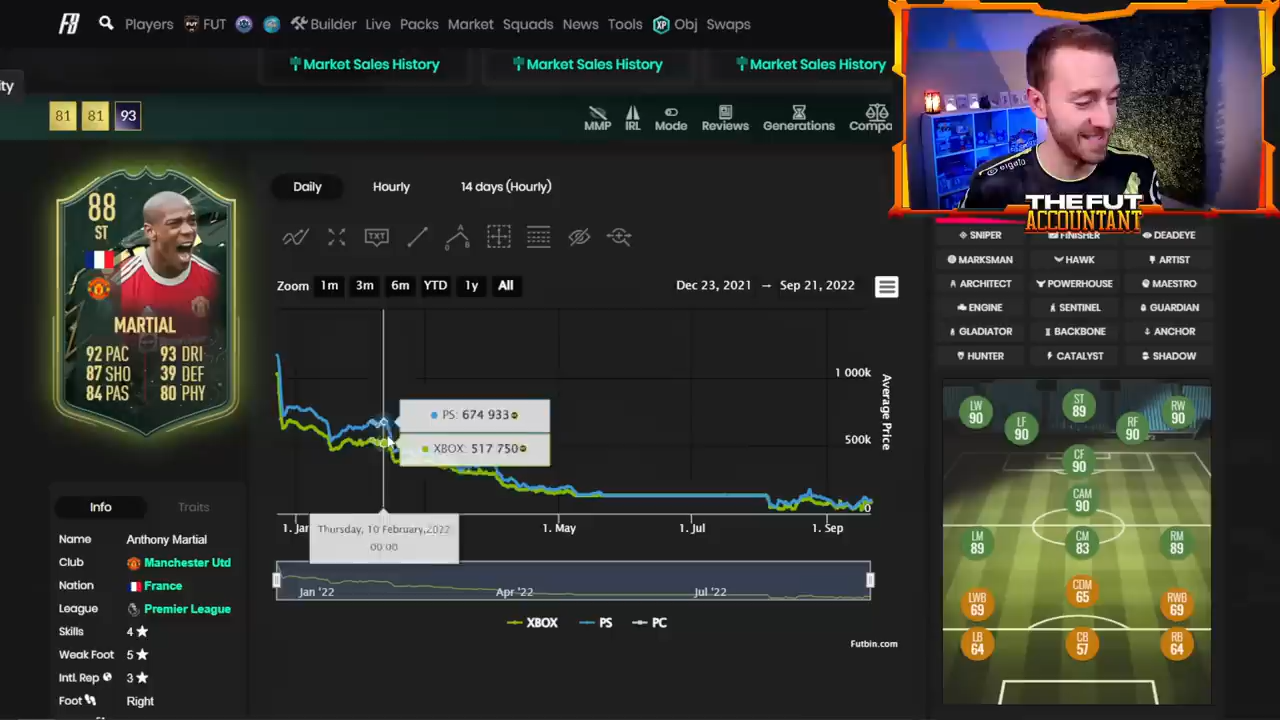 Players FUT Builder Live Packs Market Squads News Tools XP Obj Swaps
Market Sales History Market Sales History Market Sales History
ity
81 81 93
MMP IRL Mode Reviews Generations Compa
elgato
THE FUT
ACCOUNTANT
88
ST
MARTIAL
92 PAC 93 DRI
87 SHO 39 DEF
84 PAS 80 PHY
Daily Hourly 14 days (Hourly)
TXT
Zoom 1m 3m 6m YTD 1y All
Dec 23, 2021 → Sep 21, 2022
1 000k
500k
0
Average Price
PS: 674 933
XBOX: 517 750
1. Jan
1. May
1. Jul
1. Sep
Thursday, 10 February, 2022
00:00
Jan '22 Apr '22 Jul '22
XBOX PS PC
Futbin.com
Info Traits
Name Anthony Martial
Club Manchester Utd
Nation France
League Premier League
Skills 4
Weak Foot 5
Intl. Rep 3
Foot Right
SNIPER FINISHER DEADEYE
MARKSMAN HAWK ARTIST
ARCHITECT POWERHOUSE MAESTRO
ENGINE SENTINEL GUARDIAN
GLADIATOR BACKBONE ANCHOR
HUNTER CATALYST SHADOW
LW
90
ST
89
RW
90
LF
90
RF
90
CF
90
CAM
90
LM
89
CM
83
RM
89
LWB
69
CDM
65
RWB
69
LB
64
CB
57
RB
64